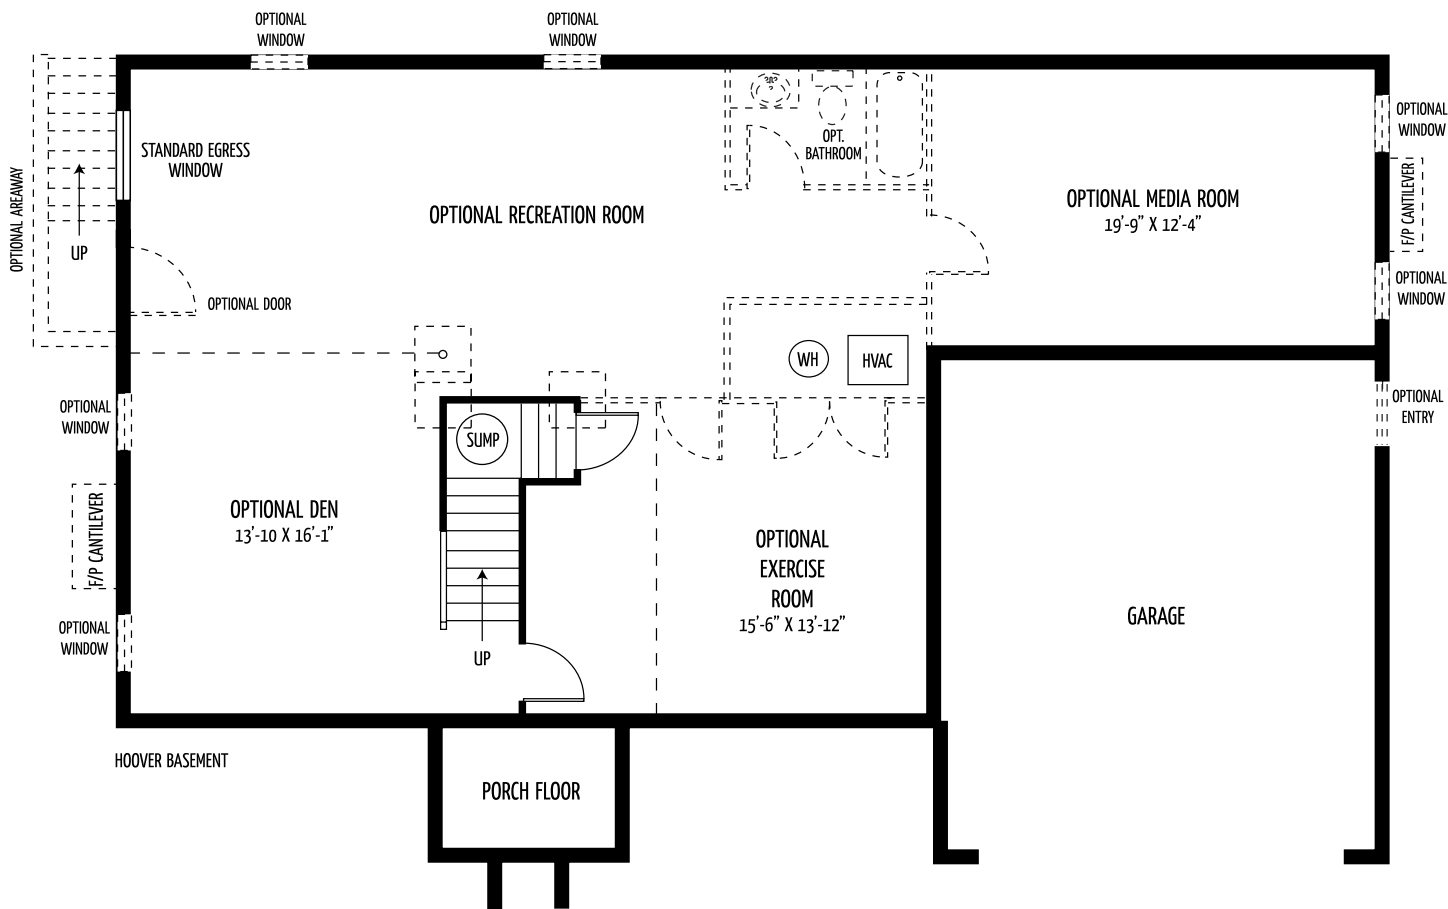 OPTIONAL
WINDOW
OPTIONAL
WINDOW
OPTIONAL AREAWAY
UP
STANDARD EGRESS
WINDOW
OPTIONAL DOOR
OPTIONAL RECREATION ROOM
OPT.
BATHROOM
OPTIONAL MEDIA ROOM
19'-9" X 12'-4"
OPTIONAL
WINDOW
F/P CANTILEVER
OPTIONAL
WINDOW
WH
HVAC
OPTIONAL
ENTRY
OPTIONAL
WINDOW
SUMP
F/P CANTILEVER
OPTIONAL DEN
13'-10 X 16'-1"
OPTIONAL
WINDOW
UP
OPTIONAL
EXERCISE
ROOM
15'-6" X 13'-12"
GARAGE
HOOVER BASEMENT
PORCH FLOOR